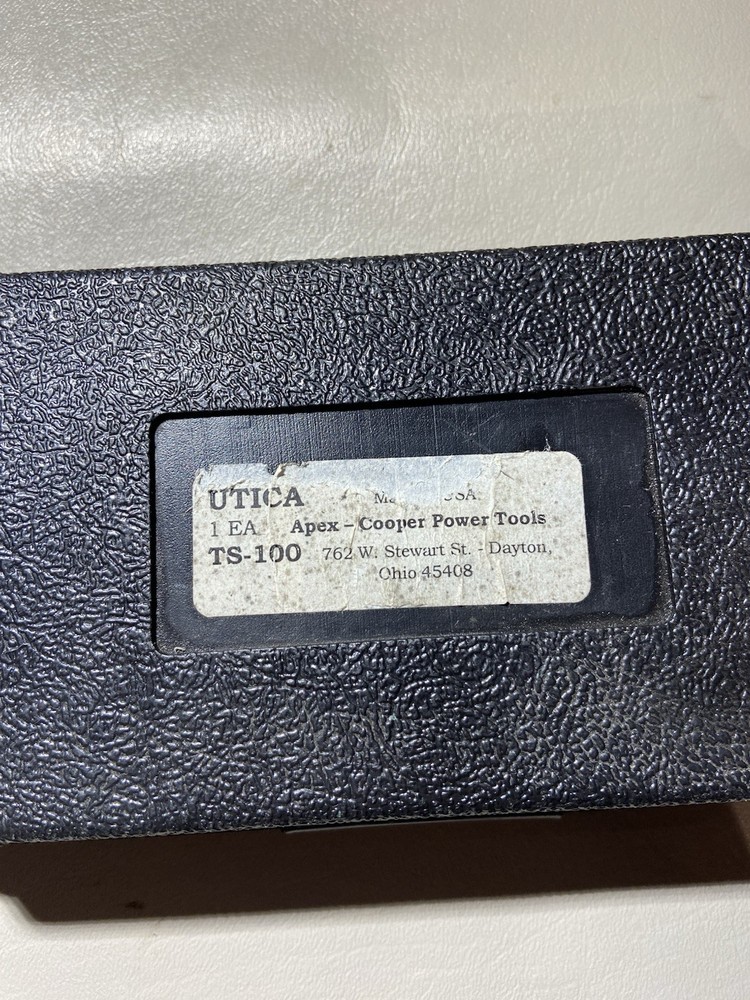 UTICA
1 EA Apex – Cooper Power Tools
TS-100 762 W. Stewart St. - Dayton,
Ohio 45408